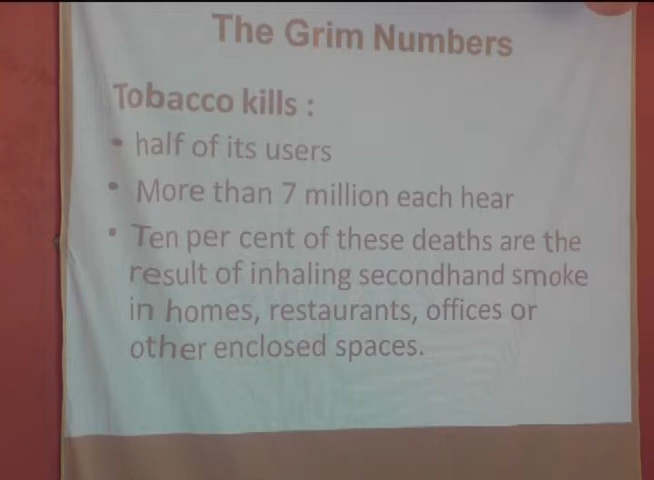 The Grim Numbers
Tobacco kills :
• half of its users
• More than 7 million each hear
• Ten per cent of these deaths are the
result of inhaling secondhand smoke
in homes, restaurants, offices or
other enclosed spaces.